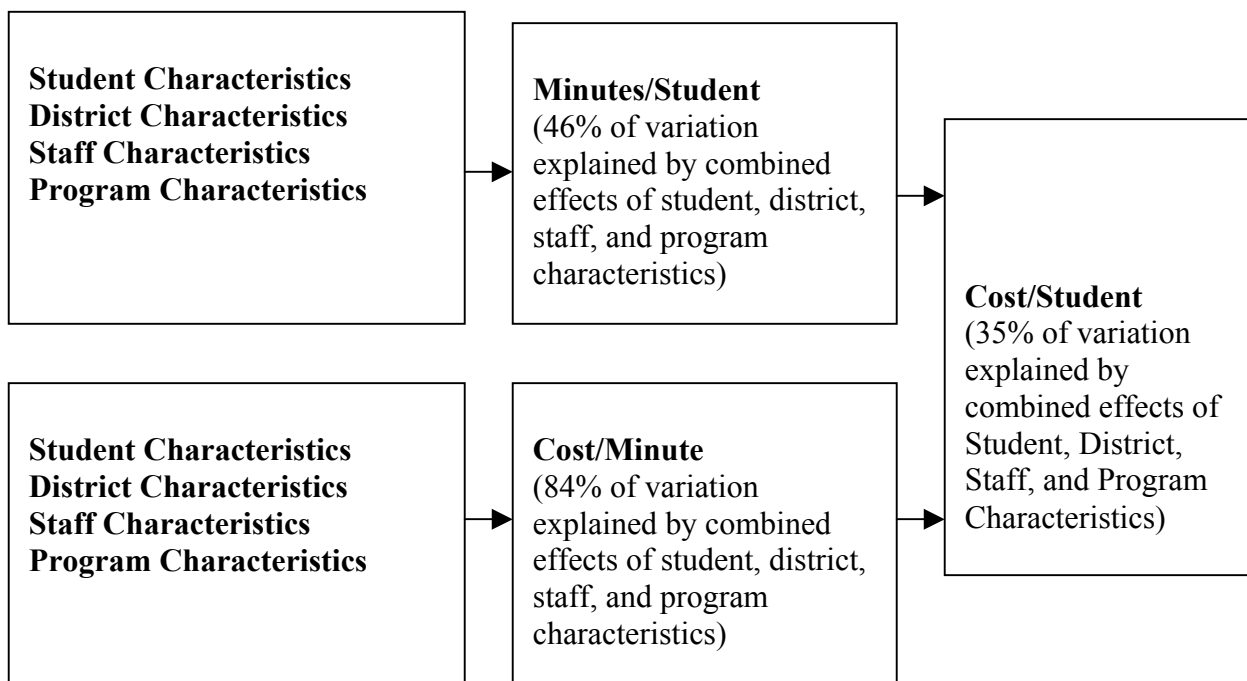 Student Characteristics
District Characteristics
Staff Characteristics
Program Characteristics
Minutes/Student
(46% of variation
explained by combined
effects of student, district,
staff, and program
characteristics)
Student Characteristics
District Characteristics
Staff Characteristics
Program Characteristics
Cost/Minute
(84% of variation
explained by combined
effects of student, district,
staff, and program
characteristics)
Cost/Student
(35% of variation
explained by
combined effects of
Student, District,
Staff, and Program
Characteristics)